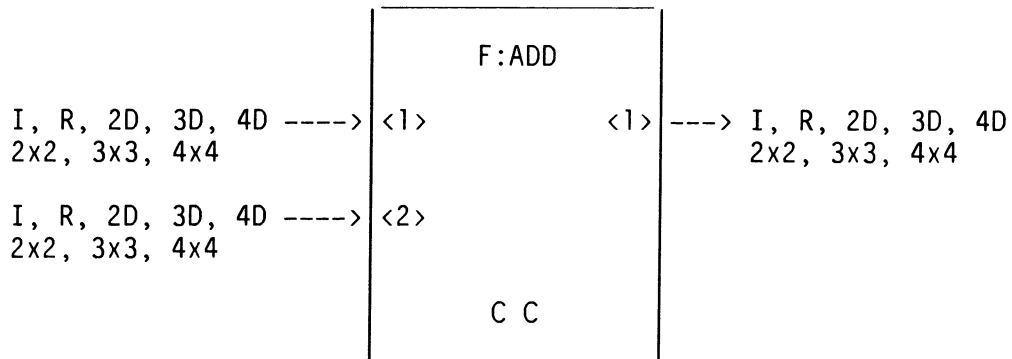 F:ADD
I, R, 2D, 3D, 4D ----> <1> <1> ---> I, R, 2D, 3D, 4D
2x2, 3x3, 4x4 2x2, 3x3, 4x4
I, R, 2D, 3D, 4D ----> <2>
2x2, 3x3, 4x4
C C